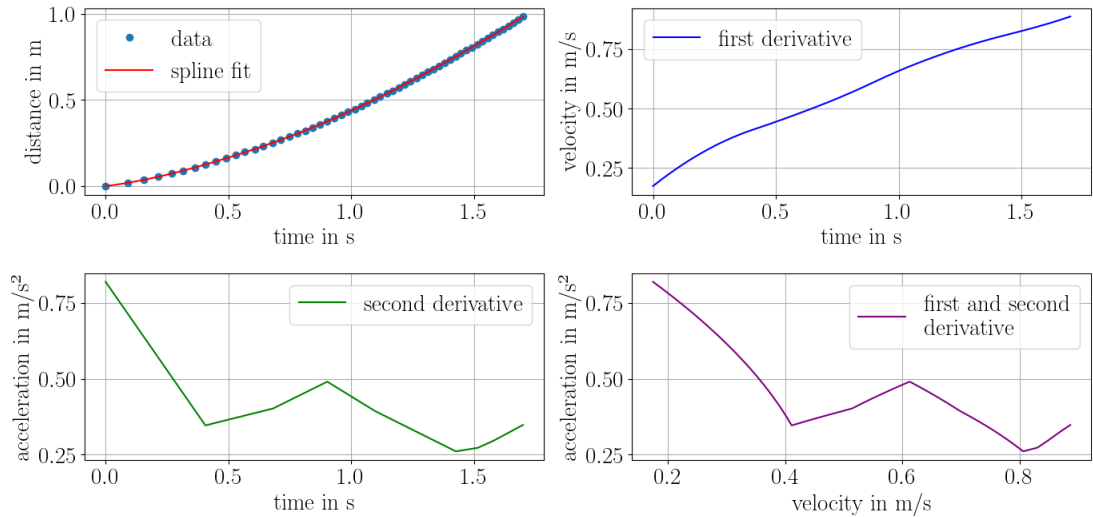 distance in m
1.0
0.5
0.0
data
spline fit
0.0
0.5
1.0
1.5
time in s
velocity in m/s
0.75
0.50
0.25
first derivative
0.0
0.5
1.0
1.5
time in s
acceleration in m/s²
0.75
0.50
0.25
second derivative
0.0
0.5
1.0
1.5
time in s
acceleration in m/s²
0.75
0.50
0.25
first and second
derivative
0.2
0.4
0.6
0.8
velocity in m/s